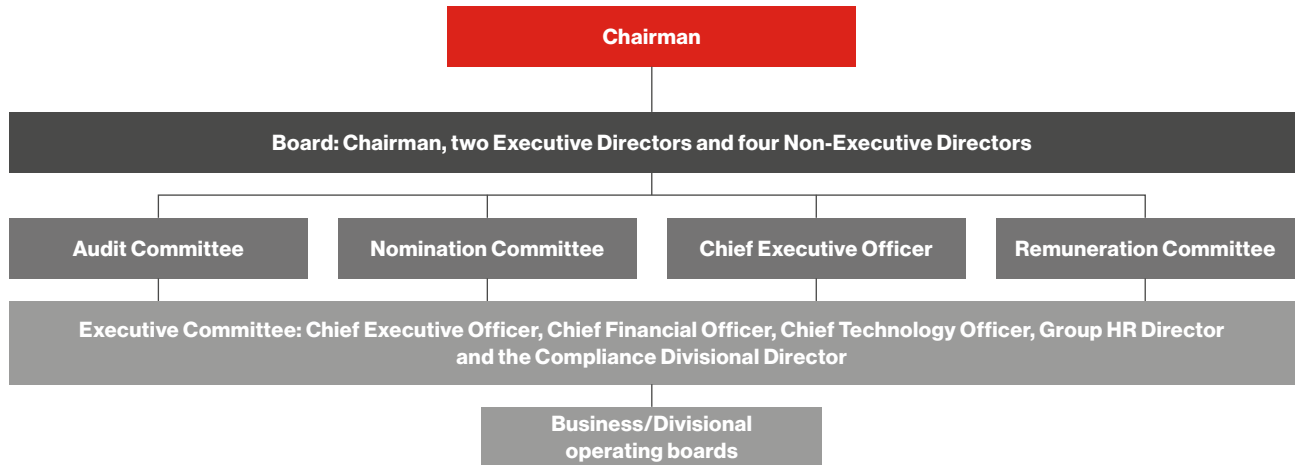 Chairman
Board: Chairman, two Executive Directors and four Non-Executive Directors
Audit Committee
Nomination Committee
Chief Executive Officer
Remuneration Committee
Executive Committee: Chief Executive Officer, Chief Financial Officer, Chief Technology Officer, Group HR Director
and the Compliance Divisional Director
Business/Divisional
operating boards